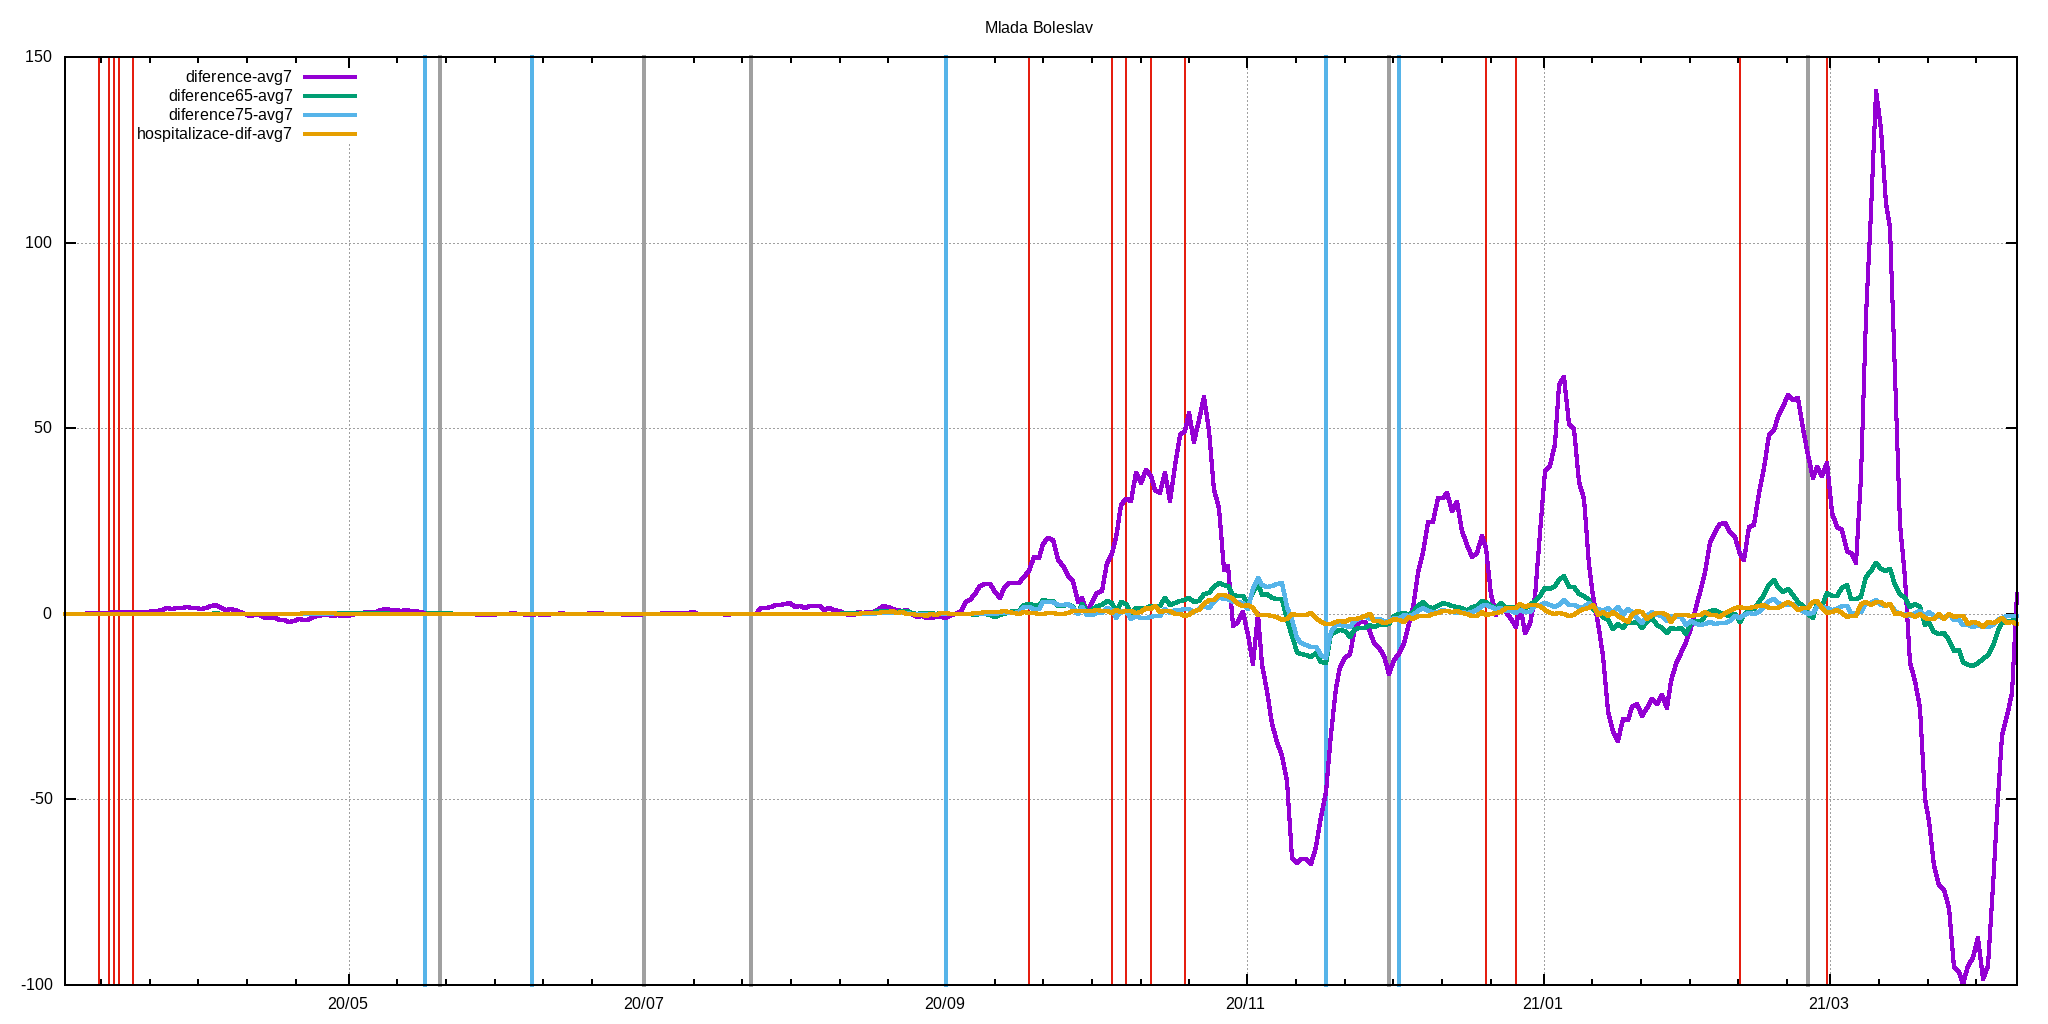 Mlada Boleslav
150
diference-avg7
diference65-avg7
diference75-avg7
hospitalizace-dif-avg7
100
50
0
-50
-100
20/05 20/07 20/09 20/11 21/01 21/03